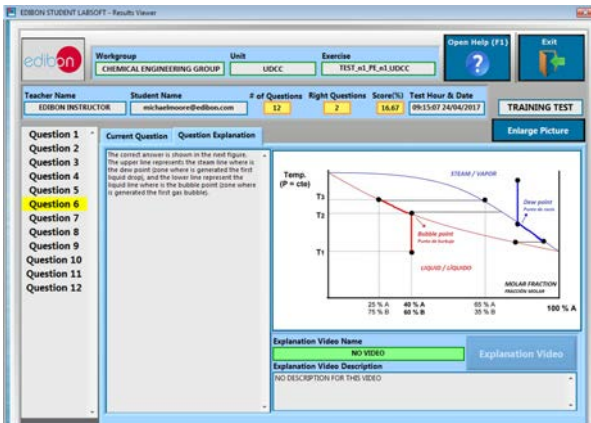 EDIBON STUDENT LABSOFT - Results Viewer
edibon
Workgroup
CHEMICAL ENGINEERING GROUP
Unit
UDCC
Exercise
TEST_n1_PE_n1_UDCC
Open Help (F1)
Exit
Teacher Name
EDIBON INSTRUCTOR
Student Name
michaelmoore@edibon.com
# of Questions
12
Right Questions
2
Score(%)
16,67
Test Hour & Date
09:15:07 24/04/2017
TRAINING TEST
Enlarge Picture
Question 1
Question 2
Question 3
Question 4
Question 5
Question 6
Question 7
Question 8
Question 9
Question 10
Question 11
Question 12
Current Question
Question Explanation
The correct answer is shown in the next figure.
The upper line represents the steam line where is
the dew point (zone where is generated the first
liquid drop), and the lower line represent the
liquid line where is the bubble point (zone where
is generated the first gas bubble).
Temp.
(P = cte)
STEAM / VAPOR
T3
T2
T1
Dew point
Punto de rocío
Bubble point
Punto de burbuja
LIQUID / LÍQUIDO
MOLAR FRACTION
FRACCIÓN MOLAR
25 % A
75 % B
40 % A
60 % B
65 % A
35 % B
100 % A
Explanation Video Name
NO VIDEO
Explanation Video
Explanation Video Description
NO DESCRIPTION FOR THIS VIDEO